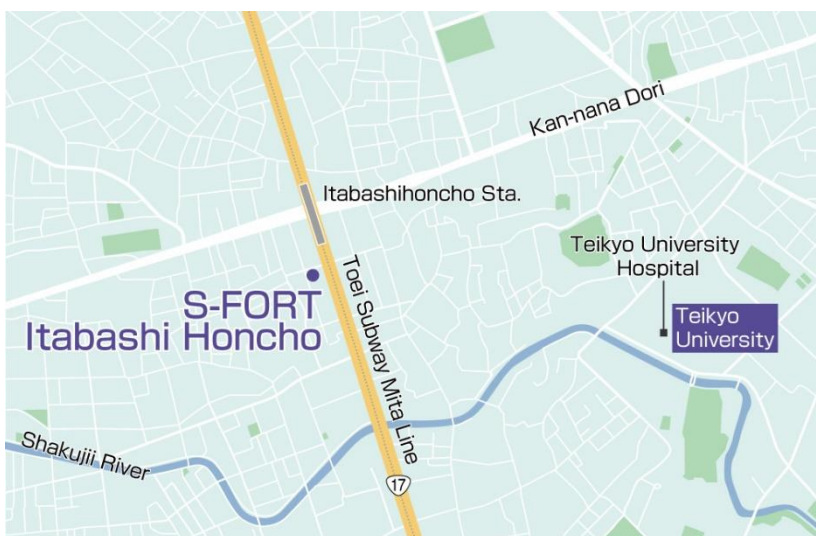 Kan-nana Dori
Itabashihoncho Sta.
Teikyo University
Hospital
S-FORT
Itabashi Honcho
Toei Subway Mita Line
Teikyo
University
Shakujii River
17